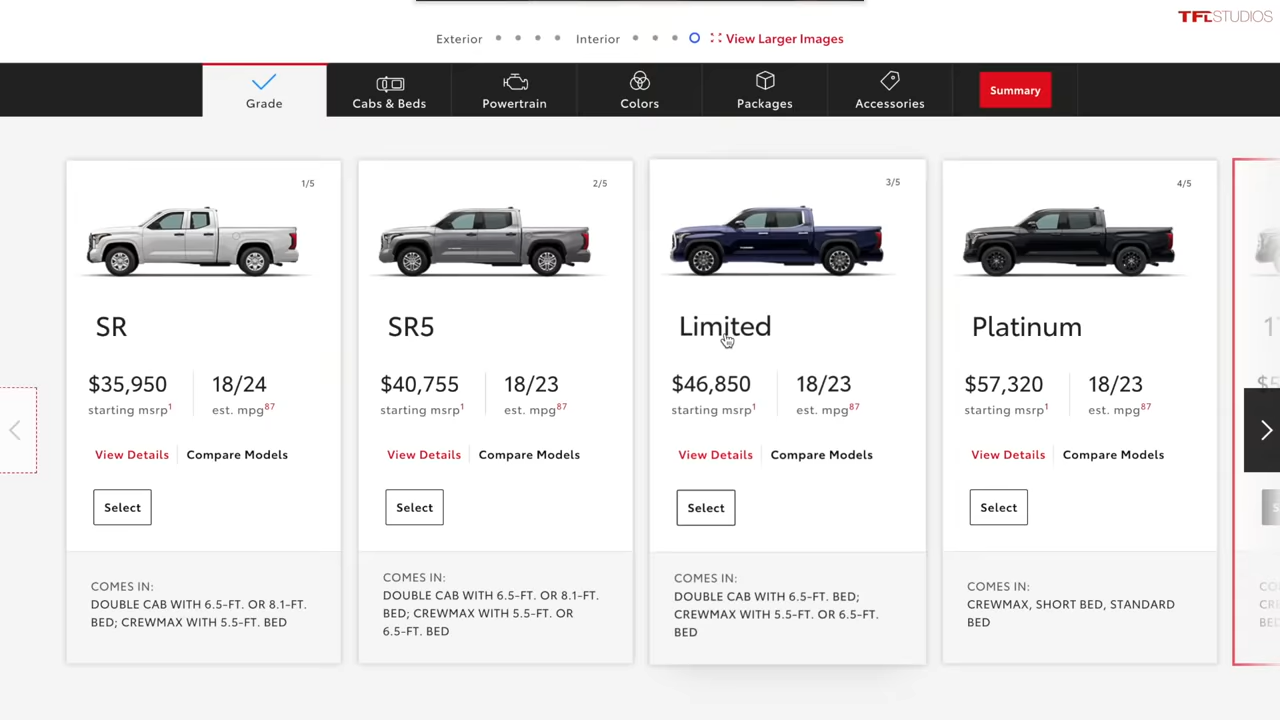 TFLSTUDIOS
Exterior
Interior
View Larger Images
Grade
Cabs & Beds
Powertrain
Colors
Packages
Accessories
Summary
1/5
SR
$35,950
starting msrp1
18/24
est. mpg87
View Details
Compare Models
Select
COMES IN:
DOUBLE CAB WITH 6.5-FT. OR 8.1-FT.
BED; CREWMAX WITH 5.5-FT. BED
2/5
SR5
$40,755
starting msrp1
18/23
est. mpg87
View Details
Compare Models
Select
COMES IN:
DOUBLE CAB WITH 6.5-FT. OR 8.1-FT.
BED; CREWMAX WITH 5.5-FT. OR
6.5-FT. BED
3/5
Limited
$46,850
starting msrp1
18/23
est. mpg87
View Details
Compare Models
Select
COMES IN:
DOUBLE CAB WITH 6.5-FT. BED;
CREWMAX WITH 5.5-FT. OR 6.5-FT.
BED
4/5
Platinum
$57,320
starting msrp1
18/23
est. mpg87
View Details
Compare Models
Select
COMES IN:
CREWMAX, SHORT BED, STANDARD
BED